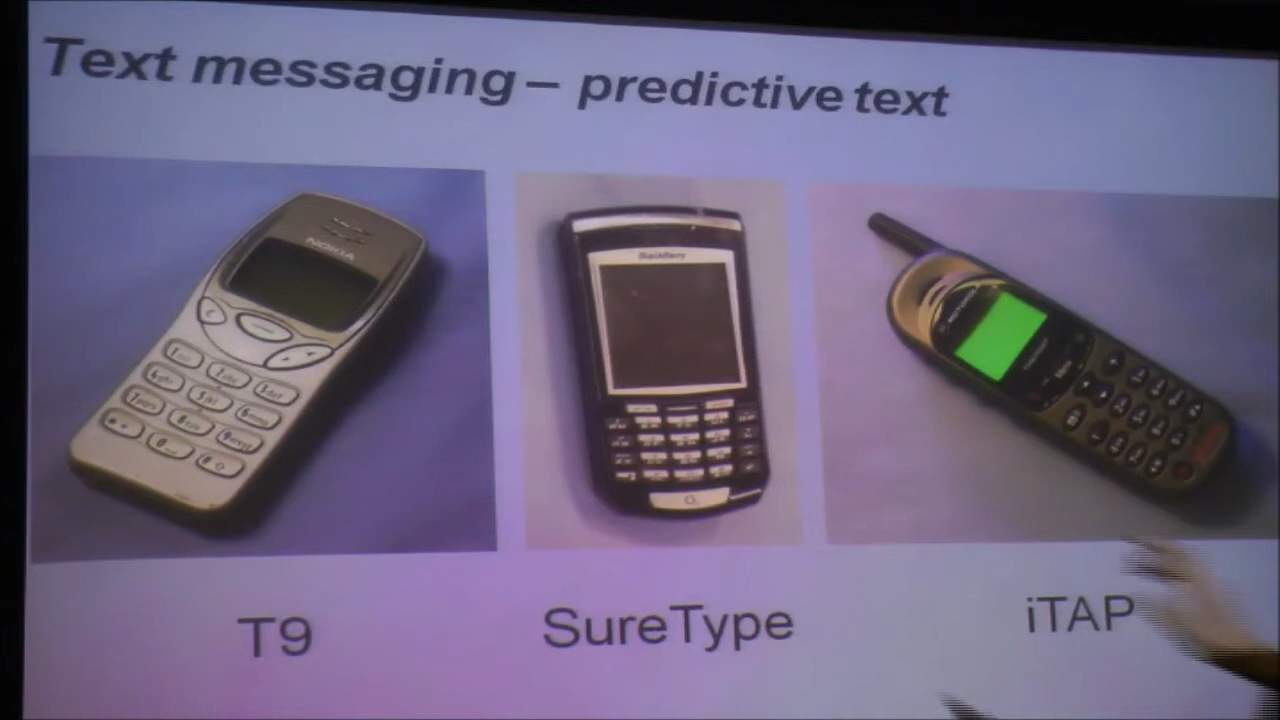 Text messaging – predictive text
NOKIA
BlackBerry
T9
SureType
iTAP